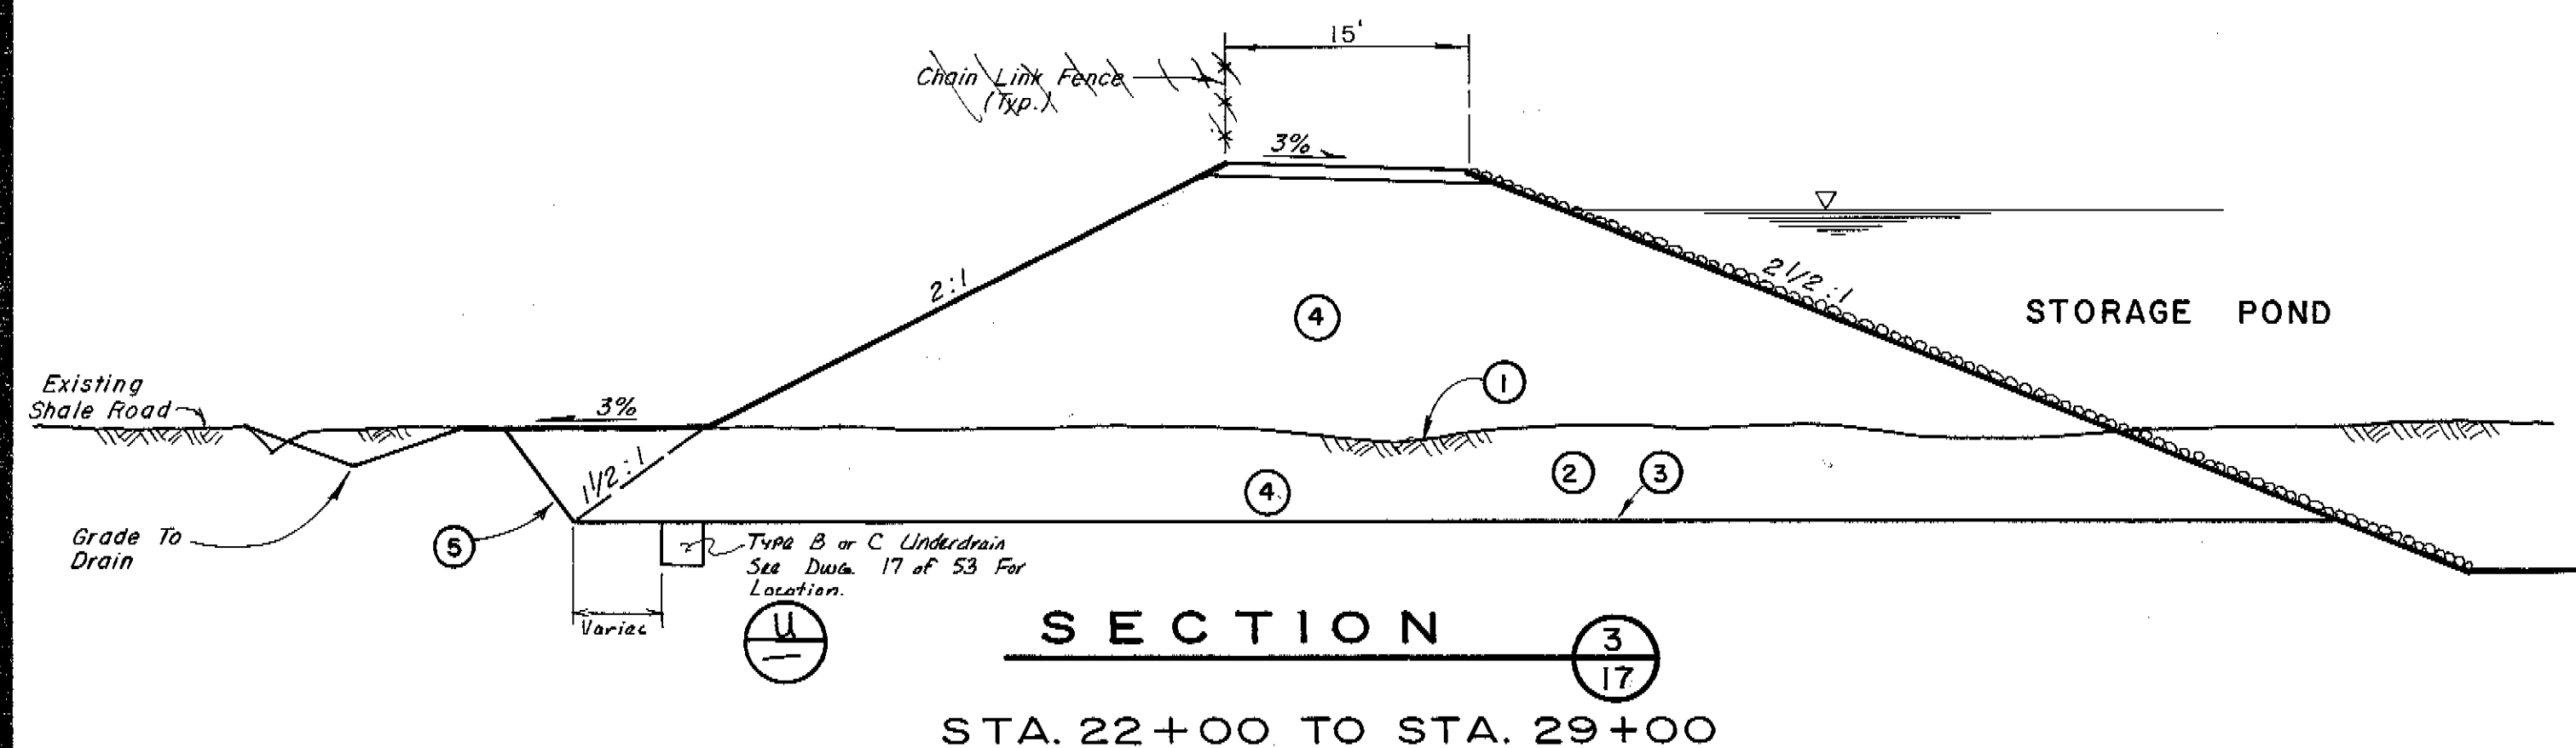 15'
Chain Link Fence
(Typ.)
3%
2:1
2 1/2:1
4
STORAGE POND
1
Existing
Shale Road
3%
1 1/2:1
2
3
4
5
Grade To
Drain
Type B or C Underdrain
See Dwg. 17 of 53 For
Location.
Varies
U
SECTION
3
17
STA. 22+00 TO STA. 29+00